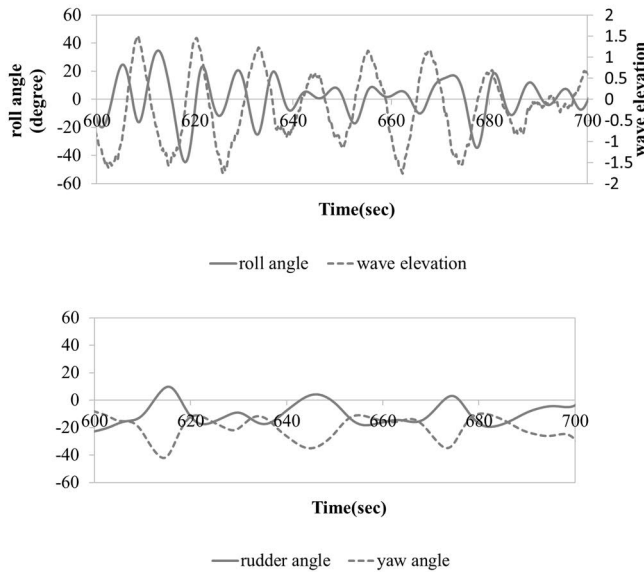 60
40
20
0
-20
-40
-60
roll angle
(degree)
2
1.5
1
0.5
0
-0.5
-1
-1.5
-2
wave elevation
600 620 640 660 680 700
Time(sec)
roll angle wave elevation
60
40
20
0
-20
-40
-60
600 620 640 660 680 700
Time(sec)
rudder angle yaw angle